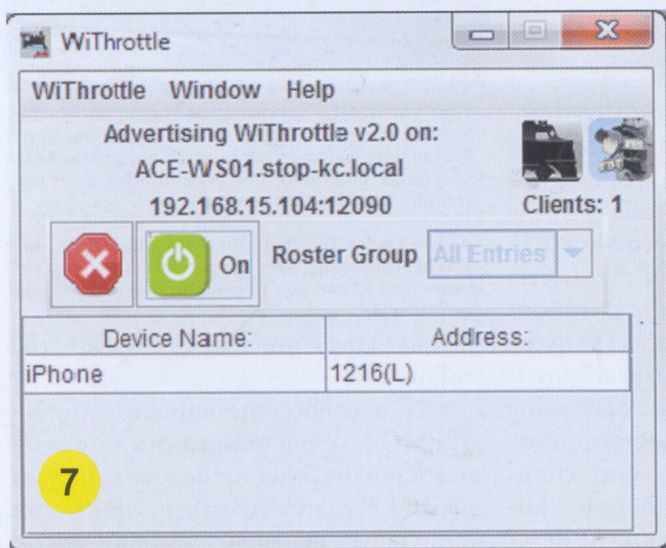 WiThrottle
WiThrottle Window Help
Advertising WiThrottle v2.0 on:
ACE-WS01.stop-kc.local
192.168.15.104:12090
Clients: 1
On
Roster Group
All Entries
Device Name: Address:
iPhone 1216(L)
7